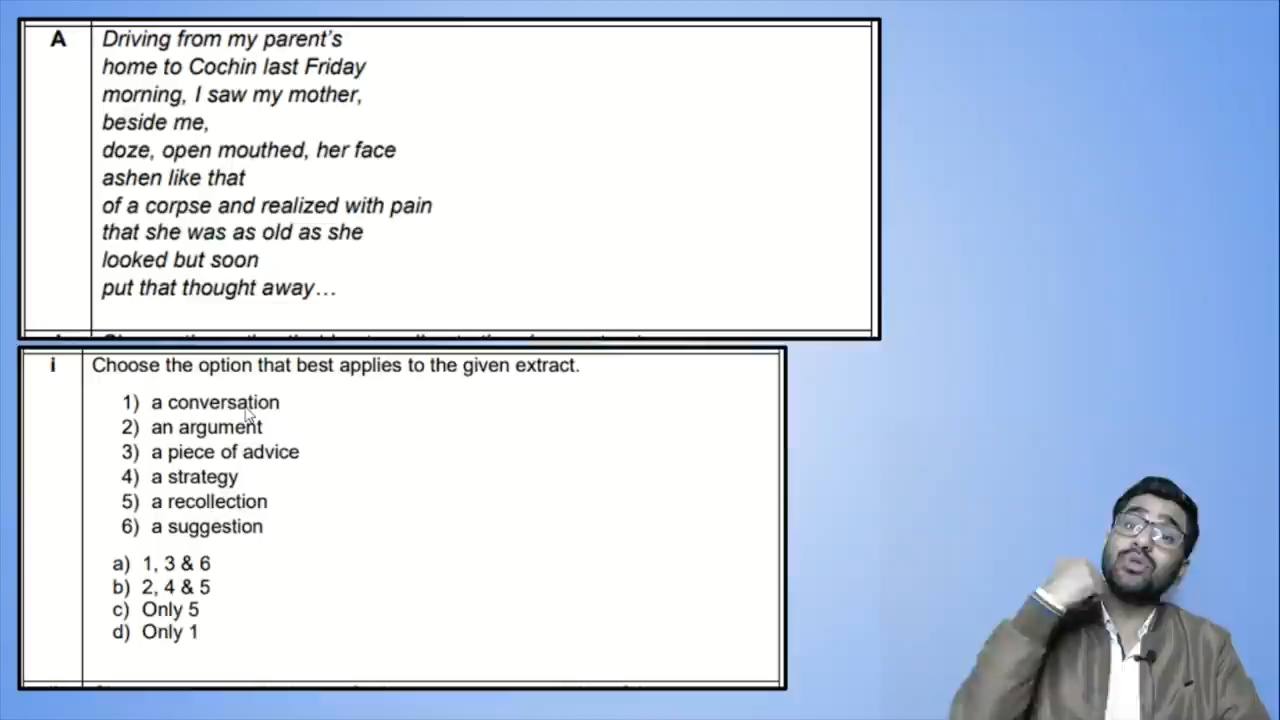 A
Driving from my parent's
home to Cochin last Friday
morning, I saw my mother,
beside me,
doze, open mouthed, her face
ashen like that
of a corpse and realized with pain
that she was as old as she
looked but soon
put that thought away…
i Choose the option that best applies to the given extract.
1) a conversation
2) an argument
3) a piece of advice
4) a strategy
5) a recollection
6) a suggestion
a) 1, 3 & 6
b) 2, 4 & 5
c) Only 5
d) Only 1